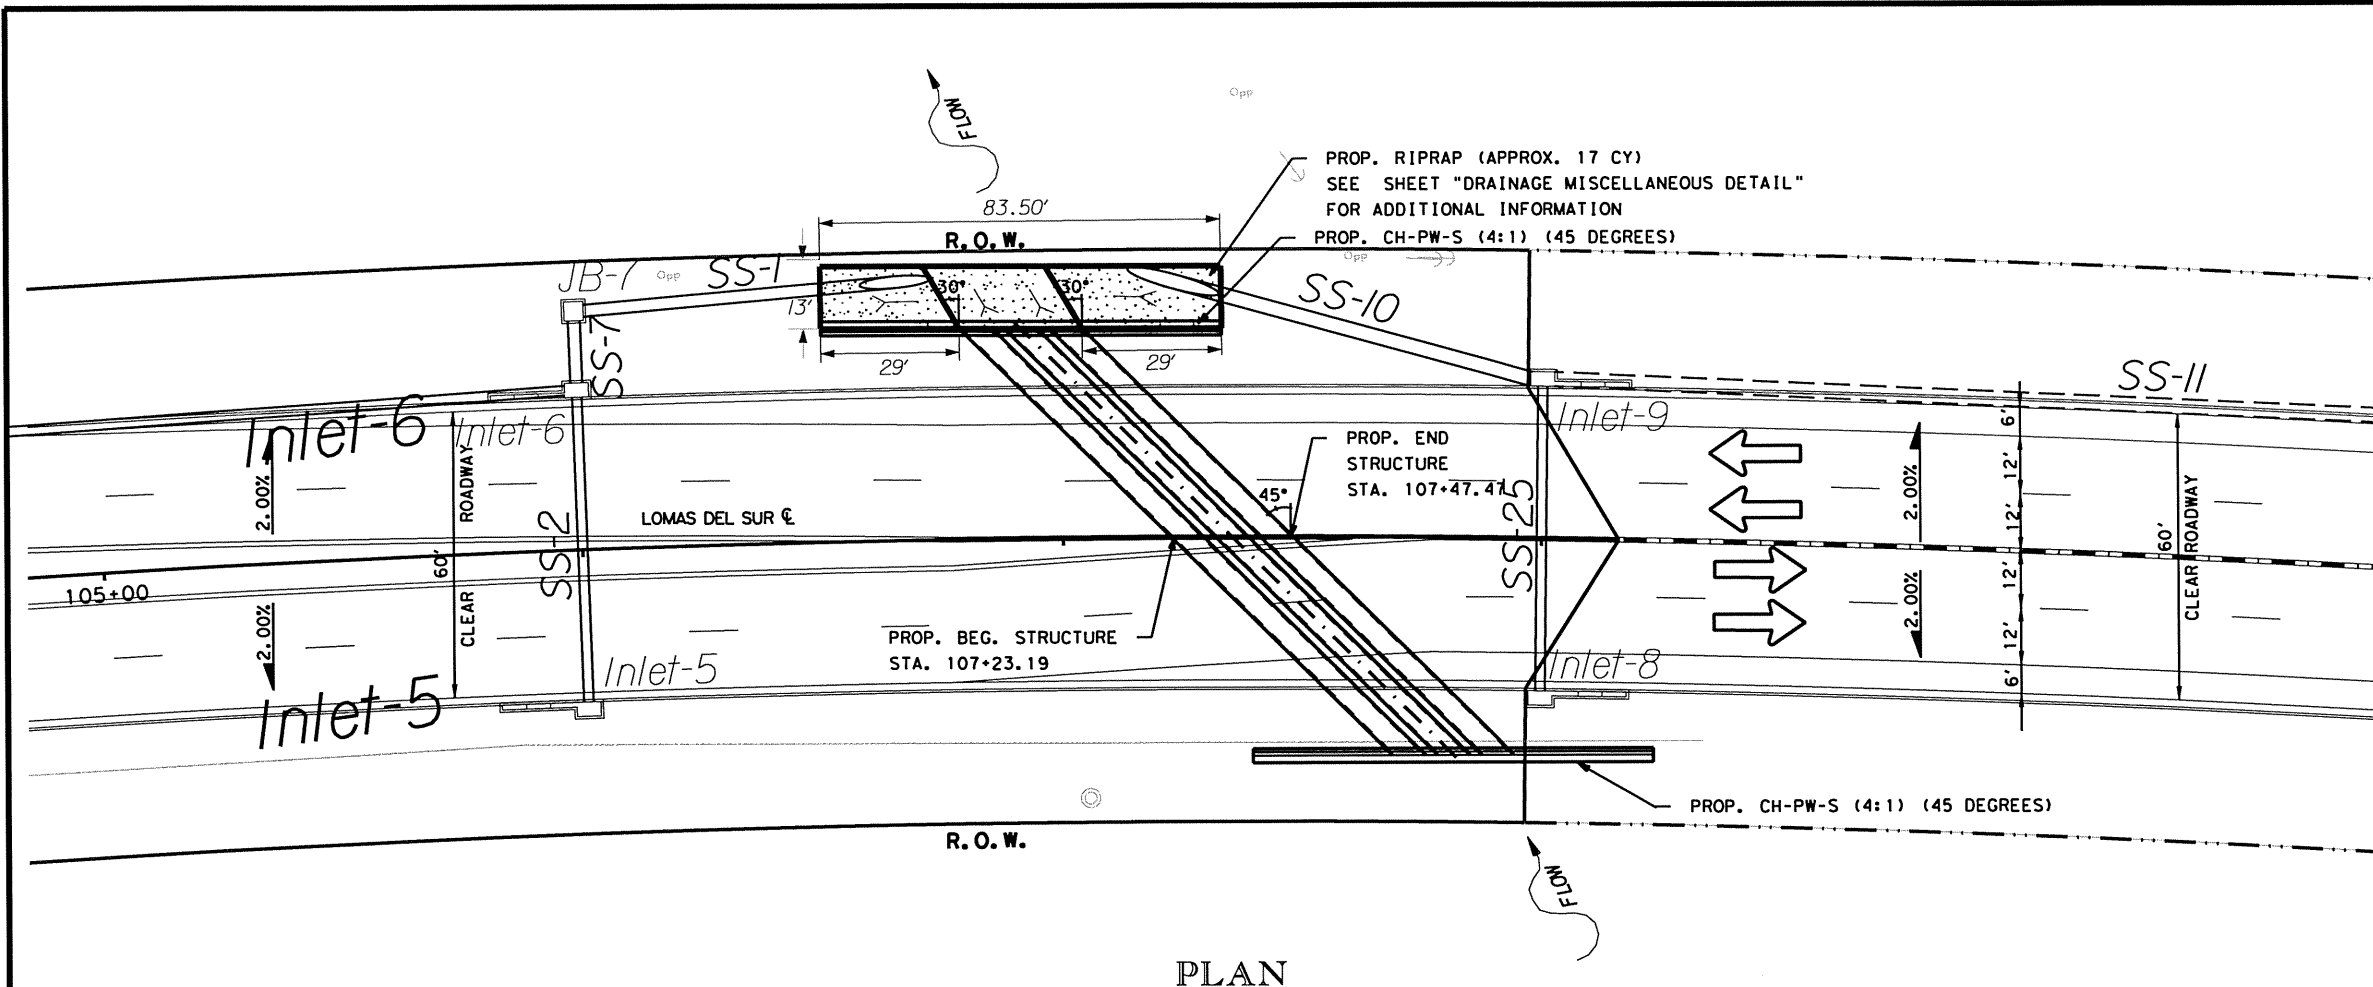 Opp
FLOW
PROP. RIPRAP (APPROX. 17 CY)
SEE SHEET "DRAINAGE MISCELLANEOUS DETAIL"
FOR ADDITIONAL INFORMATION
83.50'
R.O.W.
PROP. CH-PW-S (4:1) (45 DEGREES)
JB-7
Opp
SS-1
Opp
30°
30°
13'
SS-10
SS-7
29'
29'
SS-11
Inlet-6
Inlet-6
Inlet-9
6'
PROP. END
STRUCTURE
STA. 107+47.47
12'
2.00%
ROADWAY
45°
2.00%
12'
LOMAS DEL SUR ℄
SS-2
SS-25
60'
CLEAR
60'
CLEAR ROADWAY
105+00
12'
2.00%
2.00%
12'
PROP. BEG. STRUCTURE
STA. 107+23.19
Inlet-5
Inlet-5
Inlet-8
6'
PROP. CH-PW-S (4:1) (45 DEGREES)
R.O.W.
FLOW
PLAN